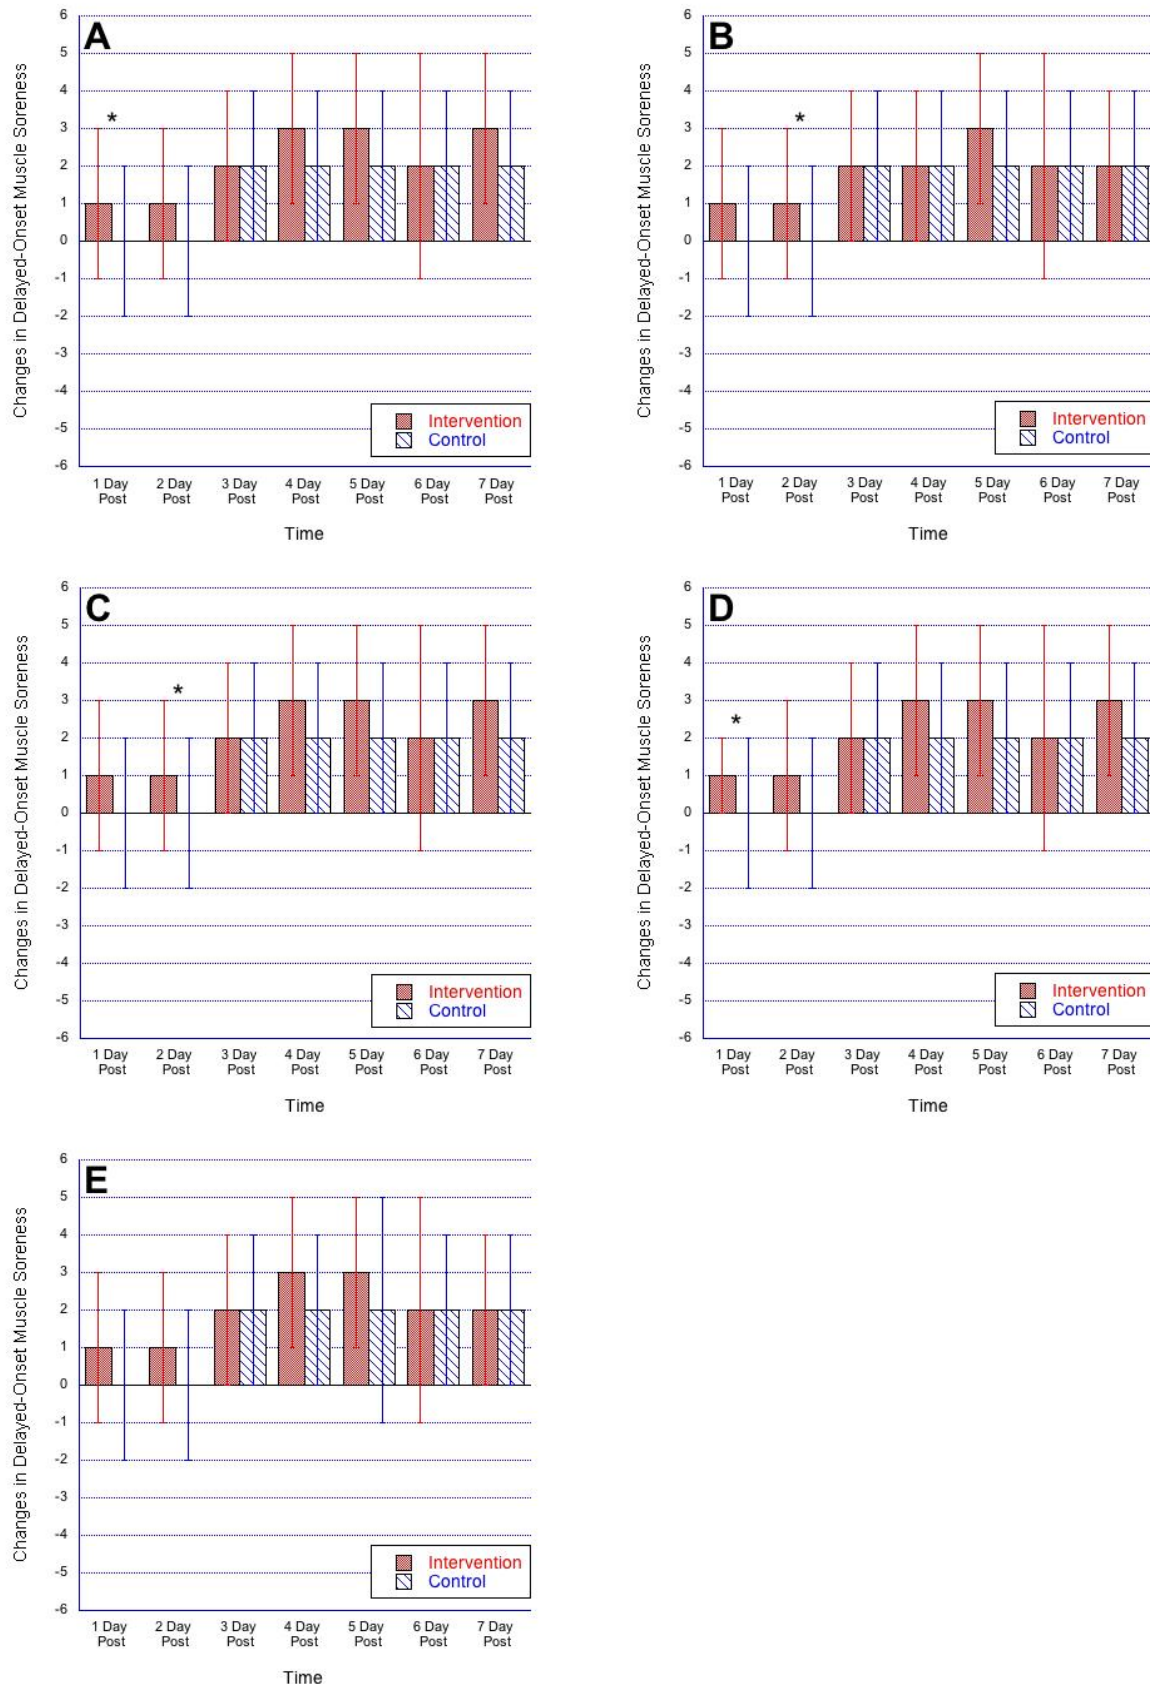 A
Changes in Delayed-Onset Muscle Soreness
6
5
4
3
2
1
0
-1
-2
-3
-4
-5
-6
*
Intervention
Control
1 Day Post
2 Day Post
3 Day Post
4 Day Post
5 Day Post
6 Day Post
7 Day Post
Time
B
Changes in Delayed-Onset Muscle Soreness
6
5
4
3
2
1
0
-1
-2
-3
-4
-5
-6
*
Intervention
Control
1 Day Post
2 Day Post
3 Day Post
4 Day Post
5 Day Post
6 Day Post
7 Day Post
Time
C
Changes in Delayed-Onset Muscle Soreness
6
5
4
3
2
1
0
-1
-2
-3
-4
-5
-6
*
Intervention
Control
1 Day Post
2 Day Post
3 Day Post
4 Day Post
5 Day Post
6 Day Post
7 Day Post
Time
D
Changes in Delayed-Onset Muscle Soreness
6
5
4
3
2
1
0
-1
-2
-3
-4
-5
-6
*
Intervention
Control
1 Day Post
2 Day Post
3 Day Post
4 Day Post
5 Day Post
6 Day Post
7 Day Post
Time
E
Changes in Delayed-Onset Muscle Soreness
6
5
4
3
2
1
0
-1
-2
-3
-4
-5
-6
Intervention
Control
1 Day Post
2 Day Post
3 Day Post
4 Day Post
5 Day Post
6 Day Post
7 Day Post
Time